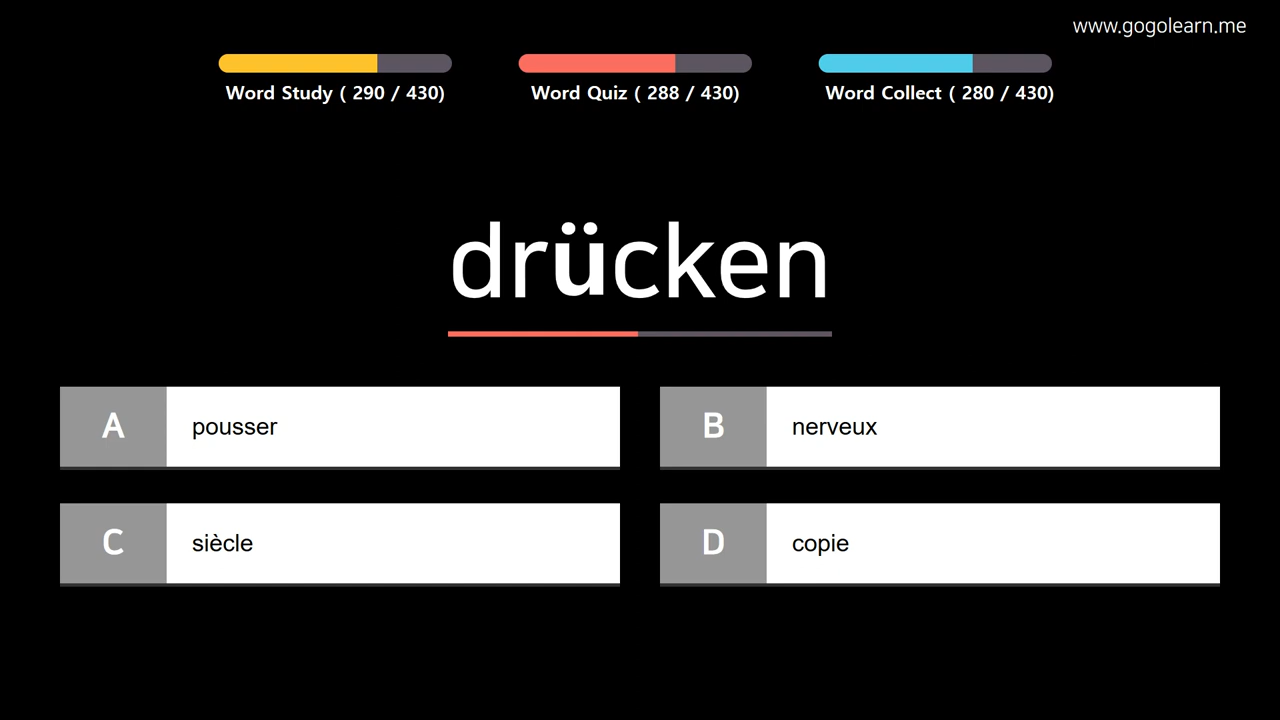 www.gogolearn.me
Word Study ( 290 / 430)
Word Quiz ( 288 / 430)
Word Collect ( 280 / 430)
drücken
A pousser
B nerveux
C siècle
D copie